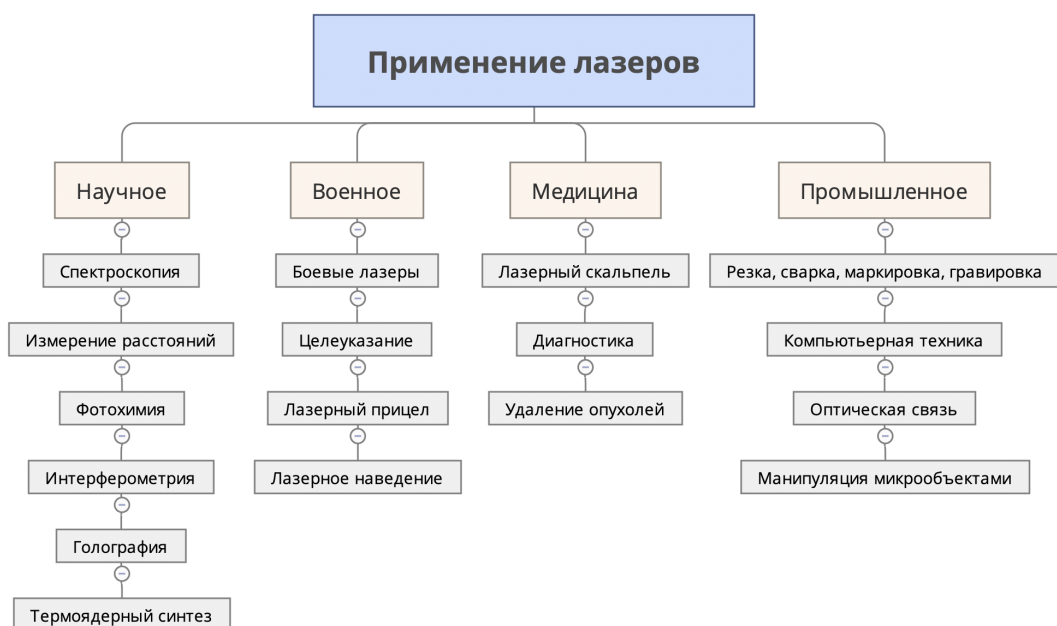 Применение лазеров
Научное
Военное
Медицина
Промышленное
Спектроскопия
Боевые лазеры
Лазерный скальпель
Резка, сварка, маркировка, гравировка
Измерение расстояний
Целеуказание
Диагностика
Компьютьерная техника
Фотохимия
Лазерный прицел
Удаление опухолей
Оптическая связь
Интерферометрия
Лазерное наведение
Манипуляция микрообъектами
Голография
Термоядерный синтез